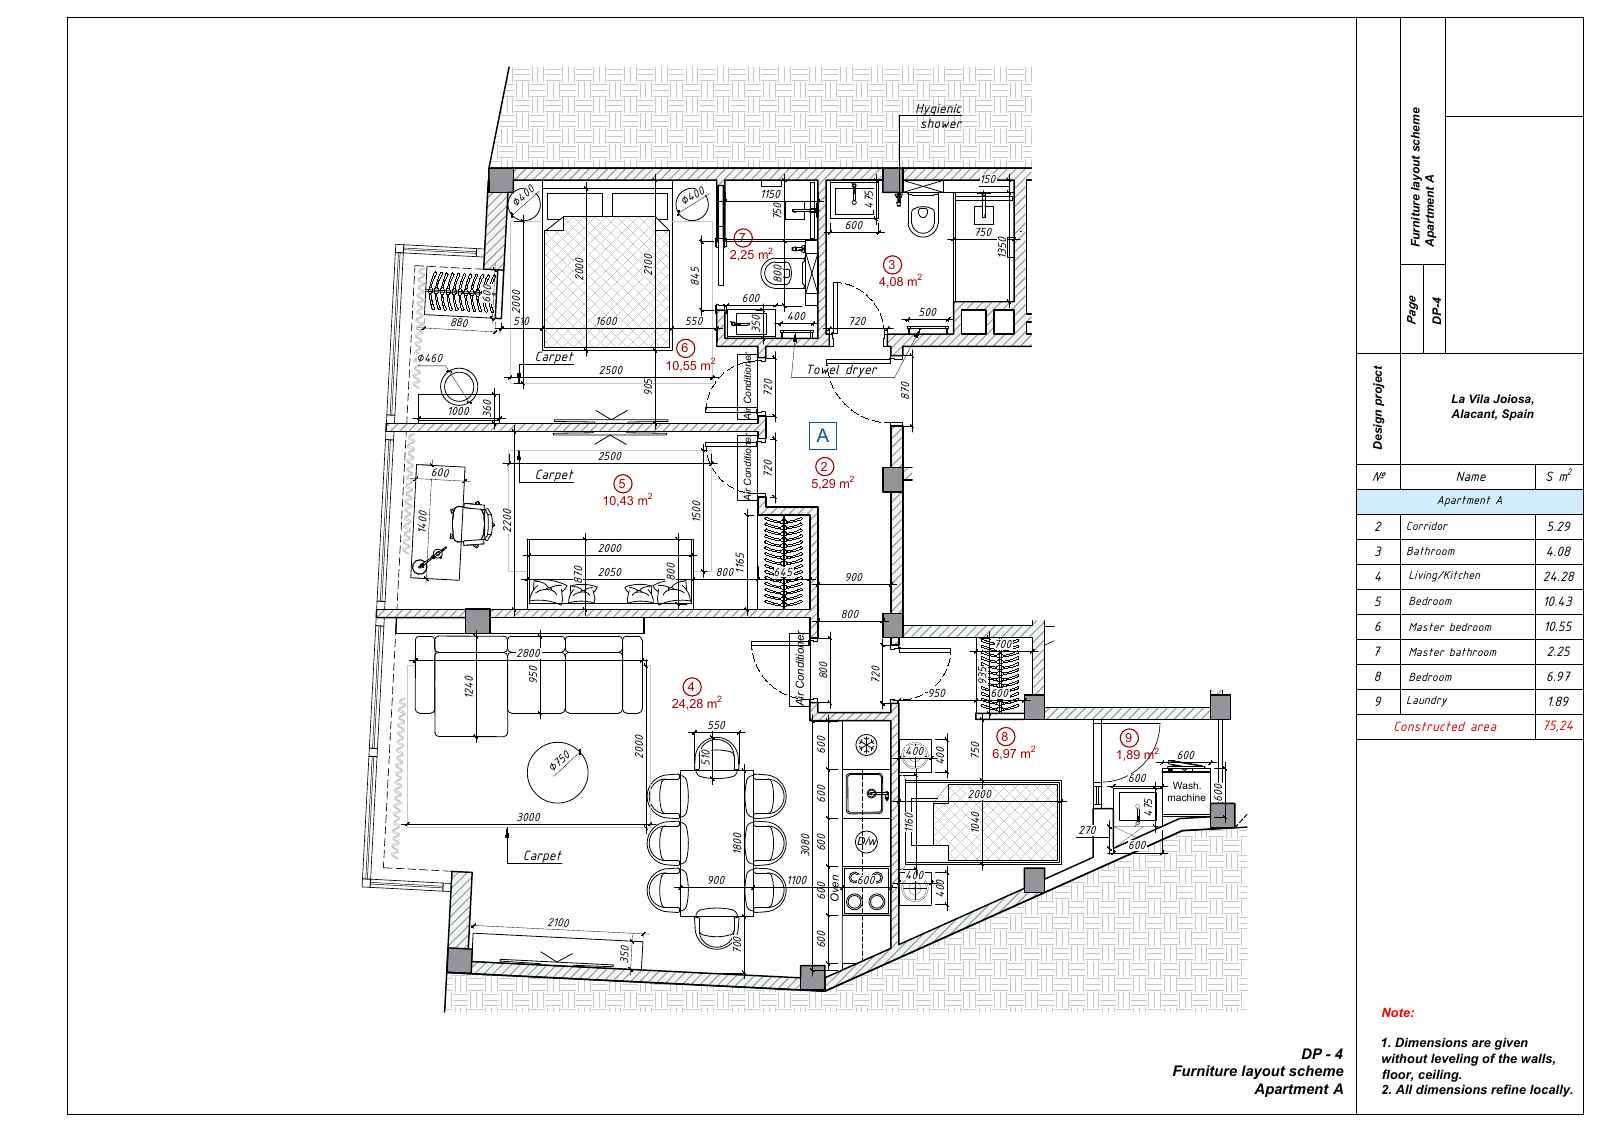 Hygienic
shower
150
Φ400
Φ400
1150
750
475
600
750
1350
7
2,25 m²
3
4,08 m²
2000
2100
845
800
600
2000
600
350
400
500
880
510
1600
550
720
6
10,55 m²
Φ460
Carpet
2500
Towel dryer
905
Air Conditioner
720
870
1000
360
A
2500
Carpet
600
5
10,43 m²
Air Conditioner
720
2
5,29 m²
1400
2200
1500
2000
1165
2050
870
800
800
645
900
800
2800
1240
950
4
24,28 m²
Air Conditioner
800
720
700
935
950
600
550
510
2000
Φ750
3000
Carpet
600
600
600
600
600
3080
1800
900
1100
600
D/w
Oven
700
2100
350
8
6,97 m²
750
400
400
2000
1160
1040
400
400
9
1,89 m²
600
600
Wash.
machine
600
475
270
600
DP - 4
Furniture layout scheme
Apartment A
Furniture layout scheme
Apartment A
Page
DP-4
Design project
La Vila Joiosa,
Alacant, Spain
№ Name S m²
Apartment A
2 Corridor 5.29
3 Bathroom 4.08
4 Living/Kitchen 24.28
5 Bedroom 10.43
6 Master bedroom 10.55
7 Master bathroom 2.25
8 Bedroom 6.97
9 Laundry 1.89
Constructed area 75,24
Note:
1. Dimensions are given
without leveling of the walls,
floor, ceiling.
2. All dimensions refine locally.